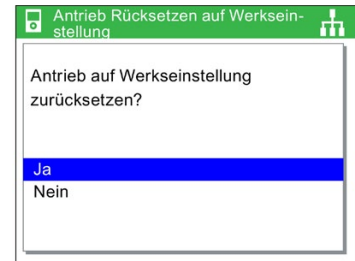 Antrieb Rücksetzen auf Werksein-
stellung
Antrieb auf Werkseinstellung
zurücksetzen?
Ja
Nein